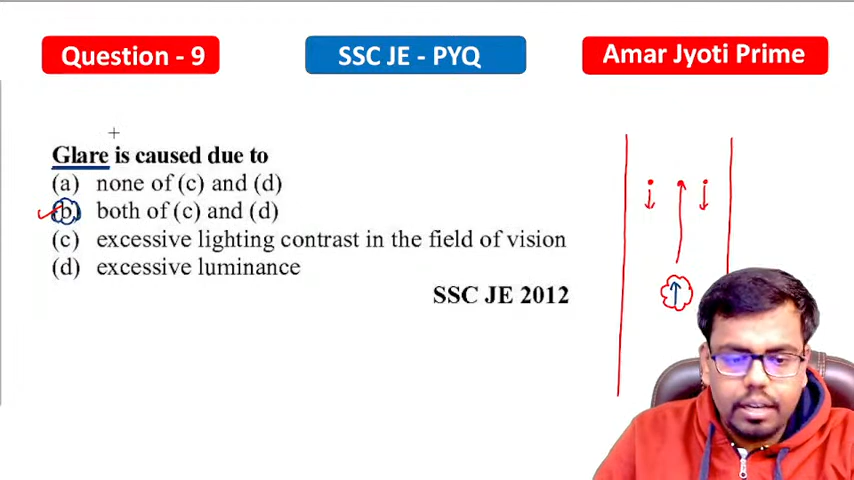 Question - 9
SSC JE - PYQ
Amar Jyoti Prime
Glare is caused due to
(a) none of (c) and (d)
(b) both of (c) and (d)
(c) excessive lighting contrast in the field of vision
(d) excessive luminance
SSC JE 2012